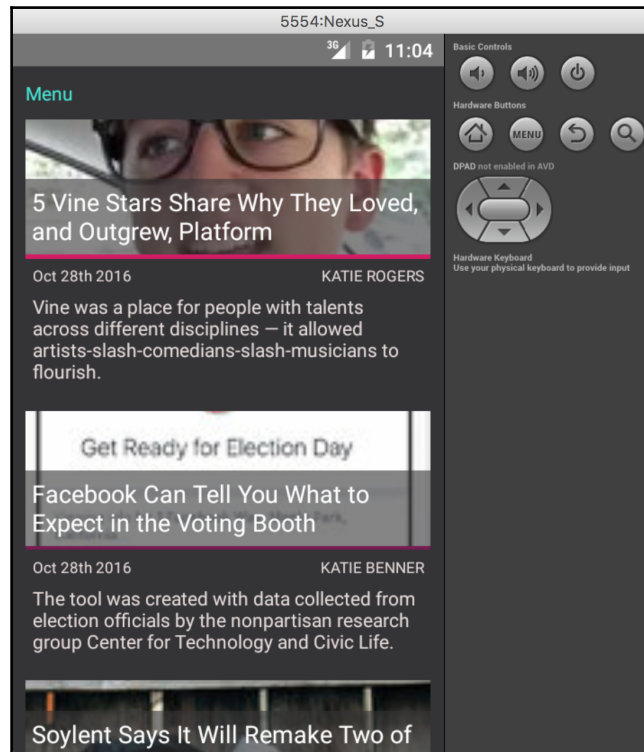 5554:Nexus_S
3G 11:04
Basic Controls
Hardware Buttons
MENU
DPAD not enabled in AVD
Hardware Keyboard
Use your physical keyboard to provide input
Menu
5 Vine Stars Share Why They Loved,
and Outgrew, Platform
Oct 28th 2016 KATIE ROGERS
Vine was a place for people with talents
across different disciplines — it allowed
artists-slash-comedians-slash-musicians to
flourish.
Get Ready for Election Day
Facebook Can Tell You What to
Expect in the Voting Booth
Oct 28th 2016 KATIE BENNER
The tool was created with data collected from
election officials by the nonpartisan research
group Center for Technology and Civic Life.
Soylent Says It Will Remake Two of